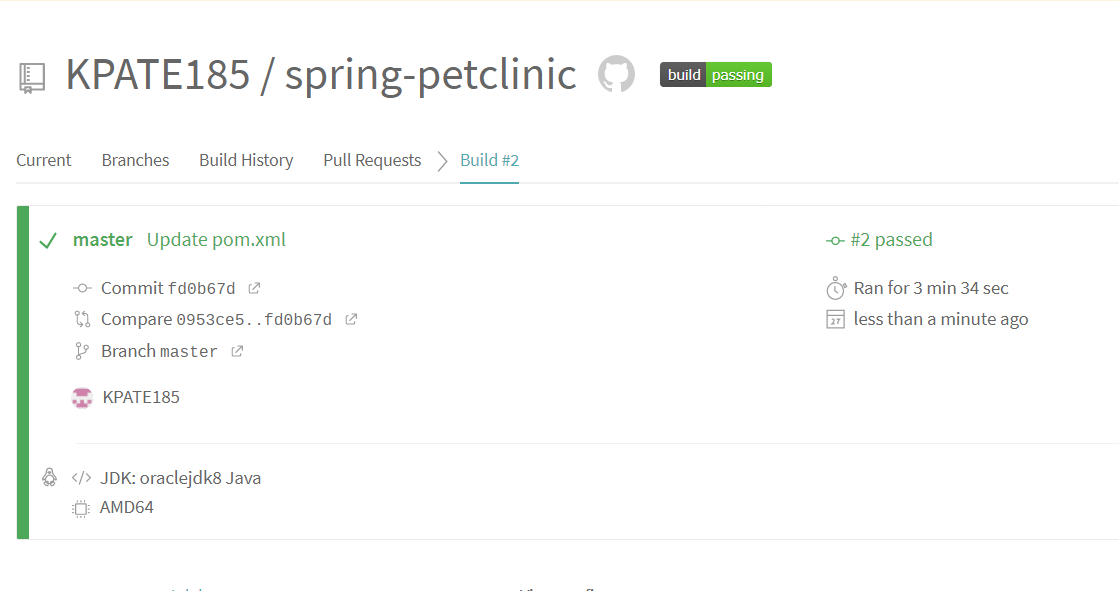 KPATE185 / spring-petclinic build passing
Current Branches Build History Pull Requests Build #2
master Update pom.xml #2 passed
Commit fd0b67d Ran for 3 min 34 sec
Compare 0953ce5..fd0b67d less than a minute ago
Branch master
KPATE185
JDK: oraclejdk8 Java
AMD64